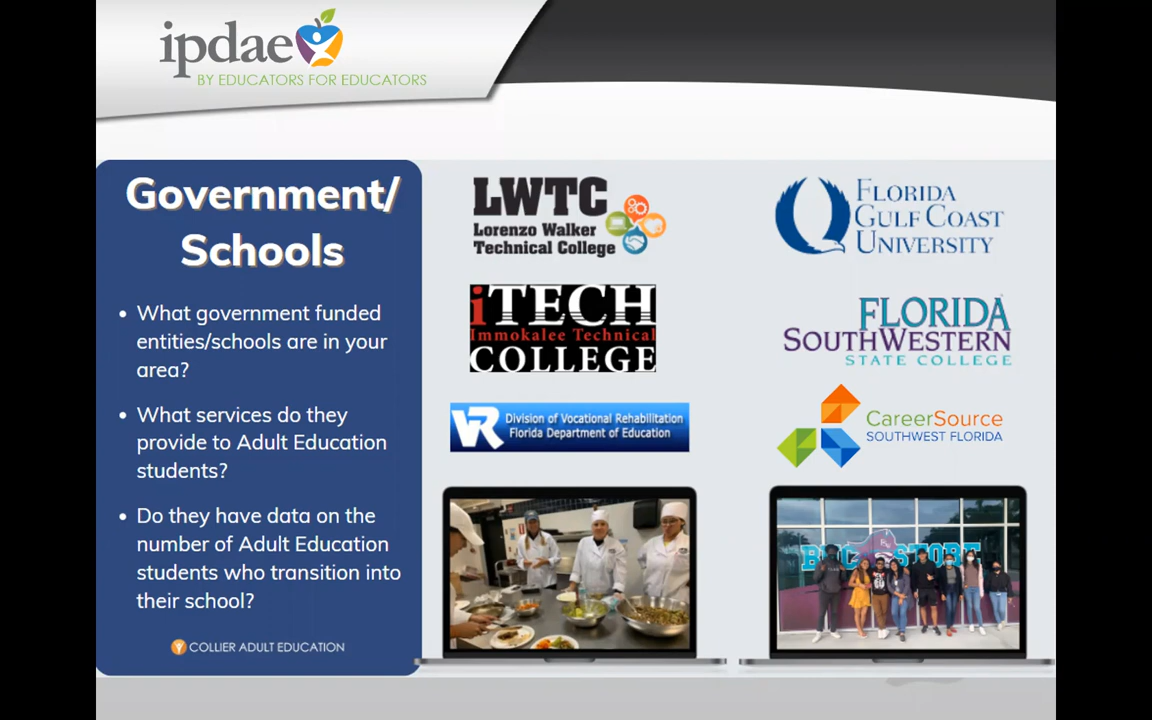 ipdae
BY EDUCATORS FOR EDUCATORS
Government/
Schools
• What government funded
entities/schools are in your
area?
• What services do they
provide to Adult Education
students?
• Do they have data on the
number of Adult Education
students who transition into
their school?
COLLIER ADULT EDUCATION
LWTC
Lorenzo Walker
Technical College
FLORIDA
GULF COAST
UNIVERSITY
iTECH
Immokalee Technical
COLLEGE
FLORIDA
SOUTHWESTERN
STATE COLLEGE
VR
Division of Vocational Rehabilitation
Florida Department of Education
CareerSource
SOUTHWEST FLORIDA